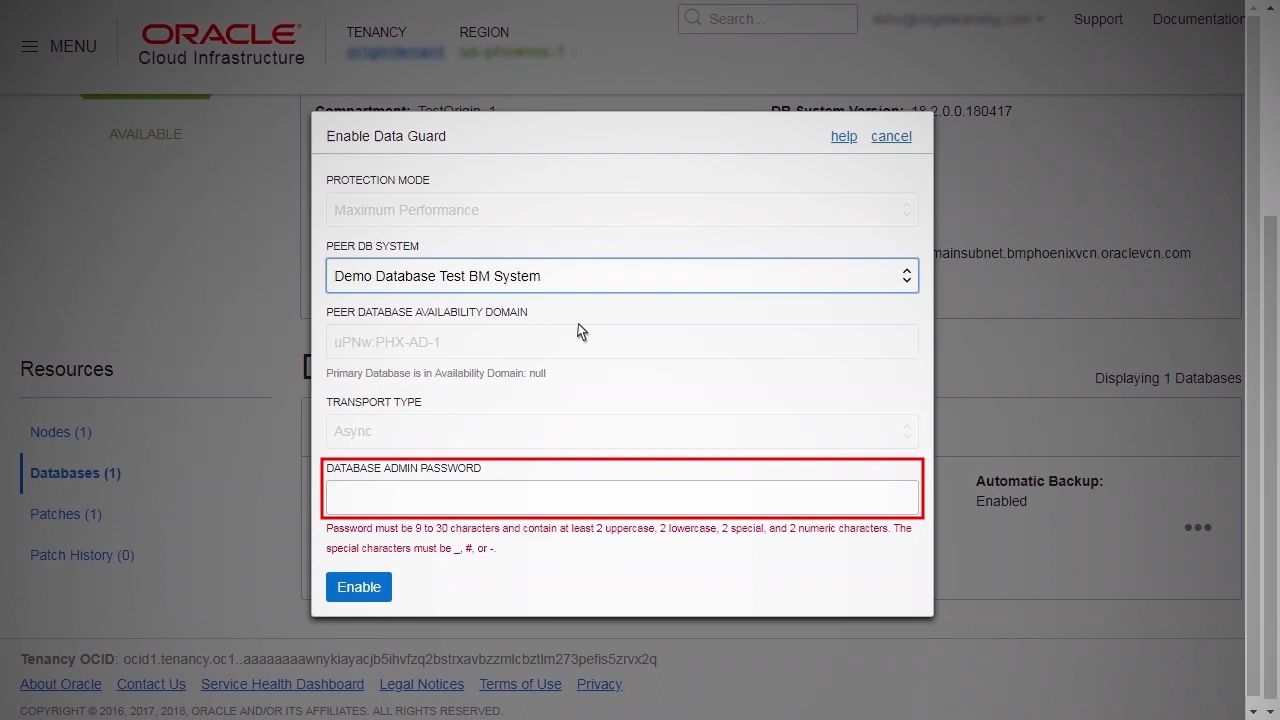 MENU
ORACLE
Cloud Infrastructure
TENANCY
REGION
Search...
Support
Documentation
AVAILABLE
Compartment: TestOrigin_1
DB System Version: 18.2.0.0.180417
Enable Data Guard
help
cancel
PROTECTION MODE
Maximum Performance
PEER DB SYSTEM
Demo Database Test BM System
mainsubnet.bmphoenixvcn.oraclevcn.com
PEER DATABASE AVAILABILITY DOMAIN
uPNw:PHX-AD-1
Primary Database is in Availability Domain: null
Resources
Displaying 1 Databases
TRANSPORT TYPE
Async
Nodes (1)
Databases (1)
Patches (1)
Patch History (0)
DATABASE ADMIN PASSWORD
Automatic Backup:
Enabled
Password must be 9 to 30 characters and contain at least 2 uppercase, 2 lowercase, 2 special, and 2 numeric characters. The
special characters must be _, #, or -.
Enable
Tenancy OCID: ocid1.tenancy.oc1..aaaaaaaawnykiayacjb5ihvfzq2bstrxavbzzmlcbztlm273pefis5zrvx2q
About Oracle
Contact Us
Service Health Dashboard
Legal Notices
Terms of Use
Privacy
COPYRIGHT © 2016, 2017, 2018, ORACLE AND/OR ITS AFFILIATES. ALL RIGHTS RESERVED.